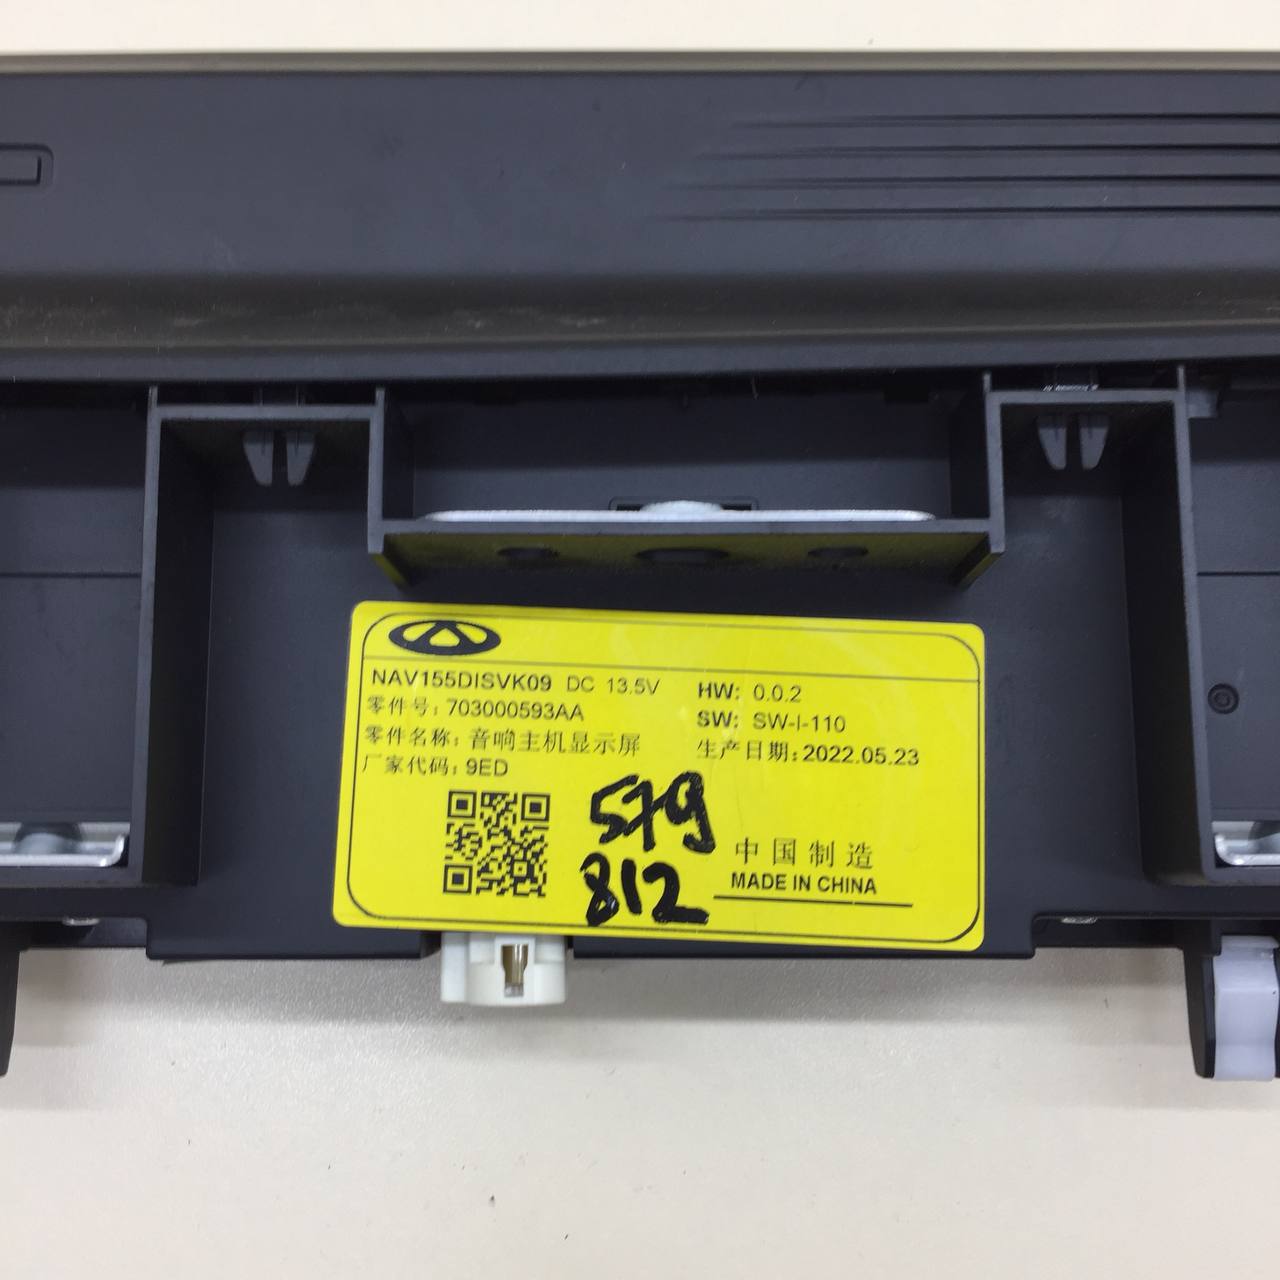 NAV155DISVK09 DC 13.5V
零件号: 703000593AA
零件名称: 音响主机显示屏
厂家代码: 9ED
HW: 0.0.2
SW: SW-I-110
生产日期: 2022.05.23
579
812
中国制造
MADE IN CHINA